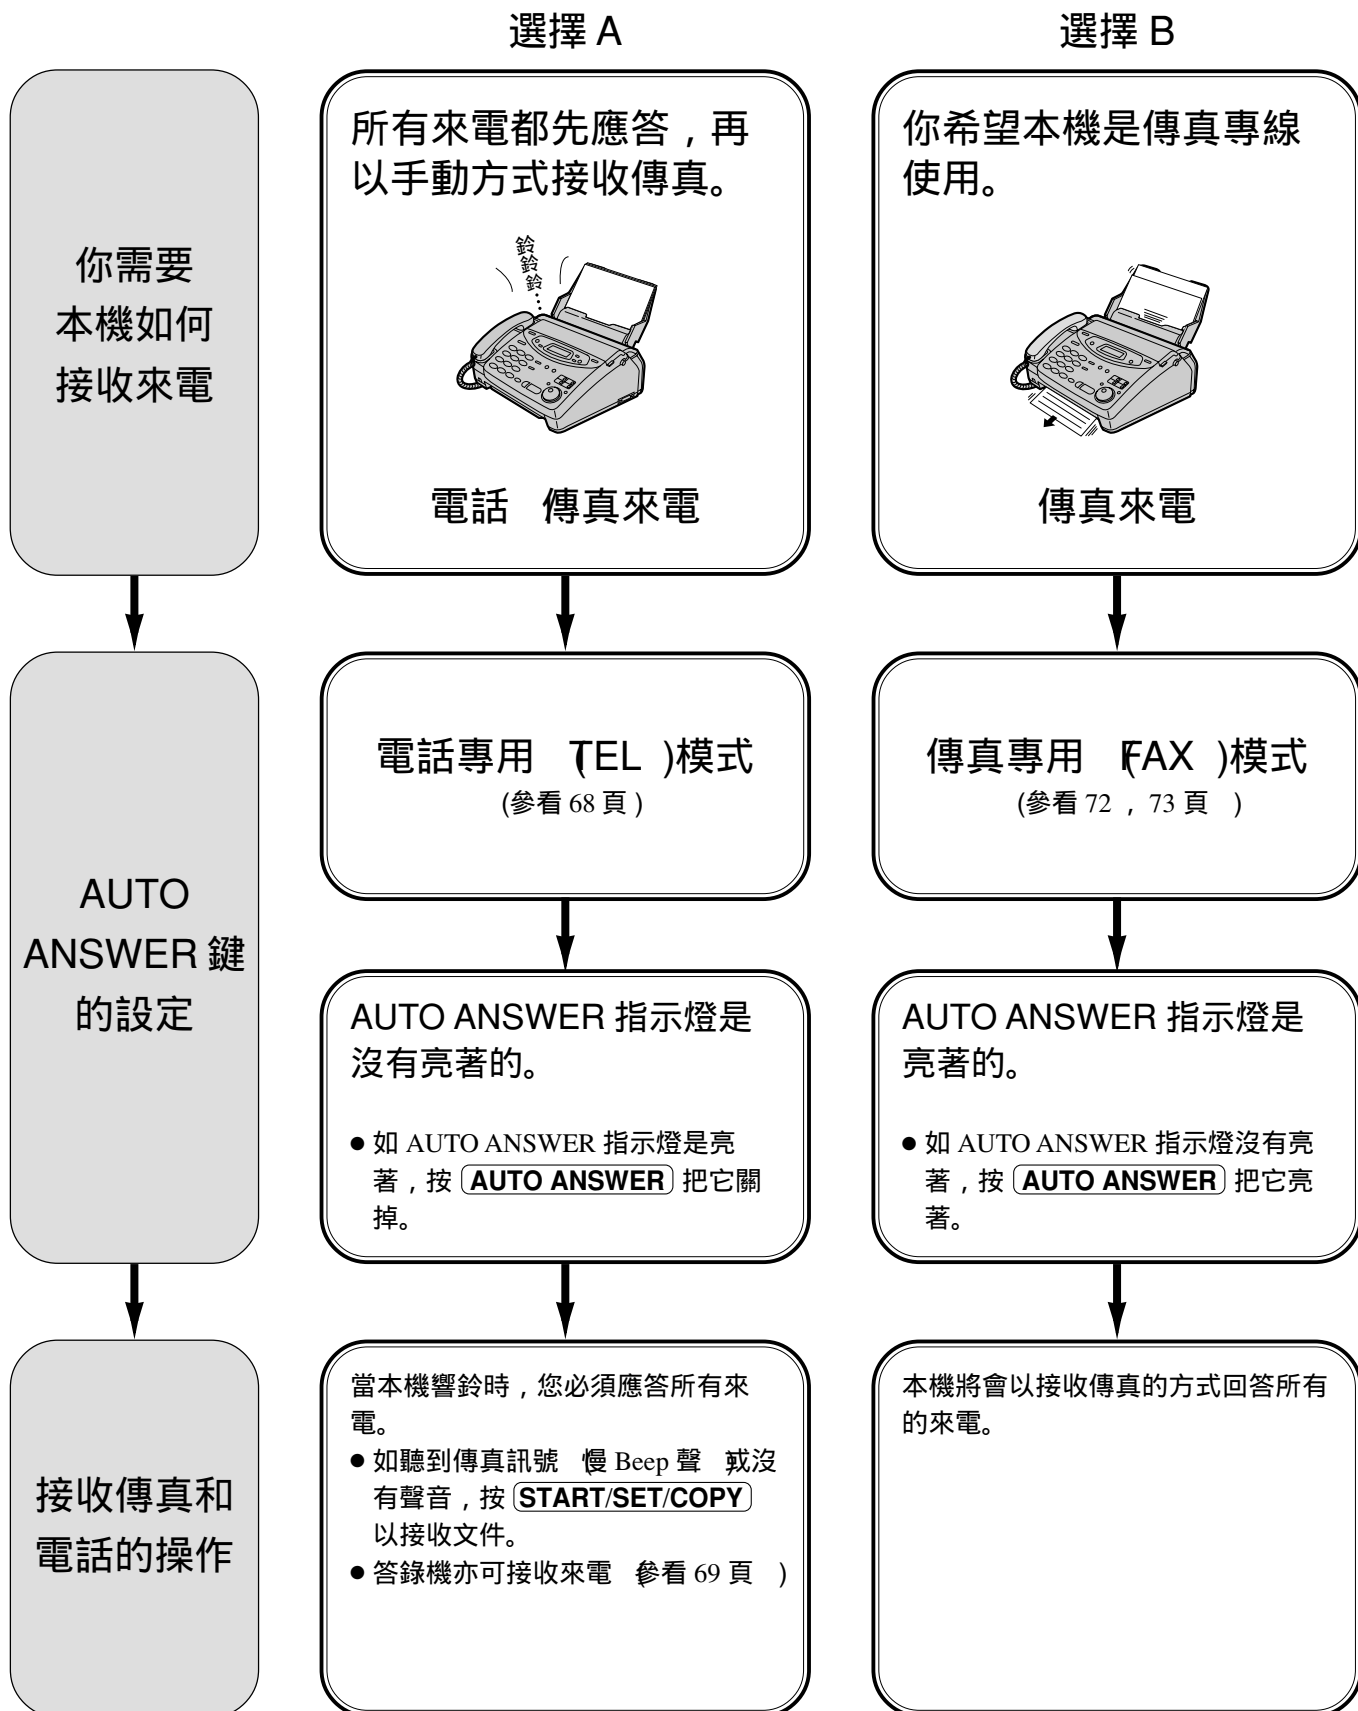 選擇 A
選擇 B
你需要
本機如何
接收來電
所有來電都先應答，再
以手動方式接收傳真。
鈴鈴鈴…
電話 傳真來電
你希望本機是傳真專線
使用。
傳真來電
AUTO
ANSWER 鍵
的設定
電話專用 (TEL)模式
(參看 68 頁)
傳真專用 (FAX)模式
(參看 72，73 頁)
AUTO ANSWER 指示燈是
沒有亮著的。
● 如 AUTO ANSWER 指示燈是亮
著，按 AUTO ANSWER 把它關
掉。
AUTO ANSWER 指示燈是
亮著的。
● 如 AUTO ANSWER 指示燈沒有亮
著，按 AUTO ANSWER 把它亮
著。
接收傳真和
電話的操作
當本機響鈴時，您必須應答所有來
電。
● 如聽到傳真訊號 (慢 Beep 聲)或沒
有聲音，按 START/SET/COPY
以接收文件。
● 答錄機亦可接收來電 (參看 69 頁)
本機將會以接收傳真的方式回答所有
的來電。